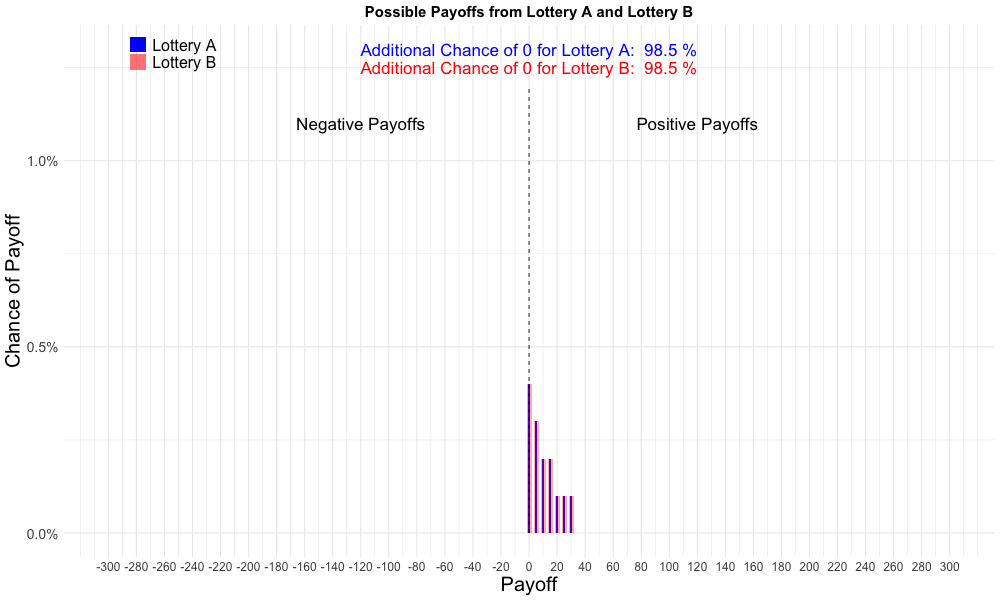 Possible Payoffs from Lottery A and Lottery B
Lottery A
Lottery B
Additional Chance of 0 for Lottery A:  98.5 %
Additional Chance of 0 for Lottery B:  98.5 %
Negative Payoffs
Positive Payoffs
Chance of Payoff
1.0%
0.5%
0.0%
-300 -280 -260 -240 -220 -200 -180 -160 -140 -120 -100 -80 -60 -40 -20 0 20 40 60 80 100 120 140 160 180 200 220 240 260 280 300
Payoff